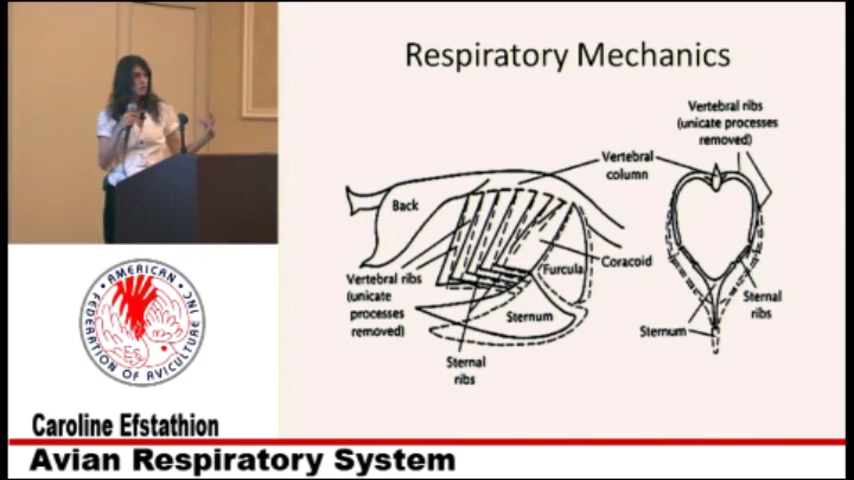 Respiratory Mechanics
Vertebral ribs
(unicate processes
removed)
Vertebral
column
Back
Coracoid
Furcula
Vertebral ribs
(unicate
processes
removed)
Sternum
Sternal
ribs
Sternal
ribs
Sternum
AMERICAN
FEDERATION OF AVICULTURE INC
Caroline Efstathion
Avian Respiratory System